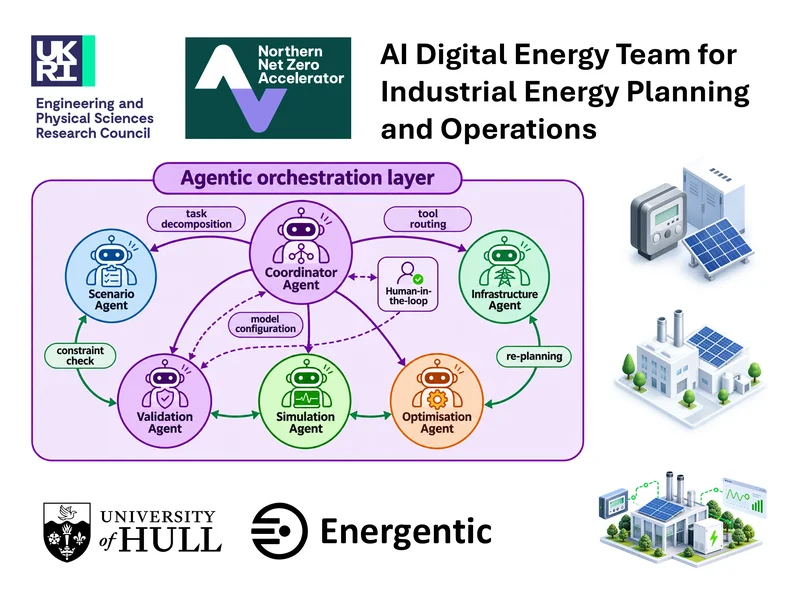 UK
RI
Engineering and
Physical Sciences
Research Council
Northern
Net Zero
Accelerator
AI Digital Energy Team for
Industrial Energy Planning
and Operations
Agentic orchestration layer
task
decomposition
tool
routing
Coordinator
Agent
Scenario
Agent
Human-in-
the-loop
Infrastructure
Agent
model
configuration
constraint
check
re-planning
Validation
Agent
Simulation
Agent
Optimisation
Agent
UNIVERSITY
of HULL
Energentic